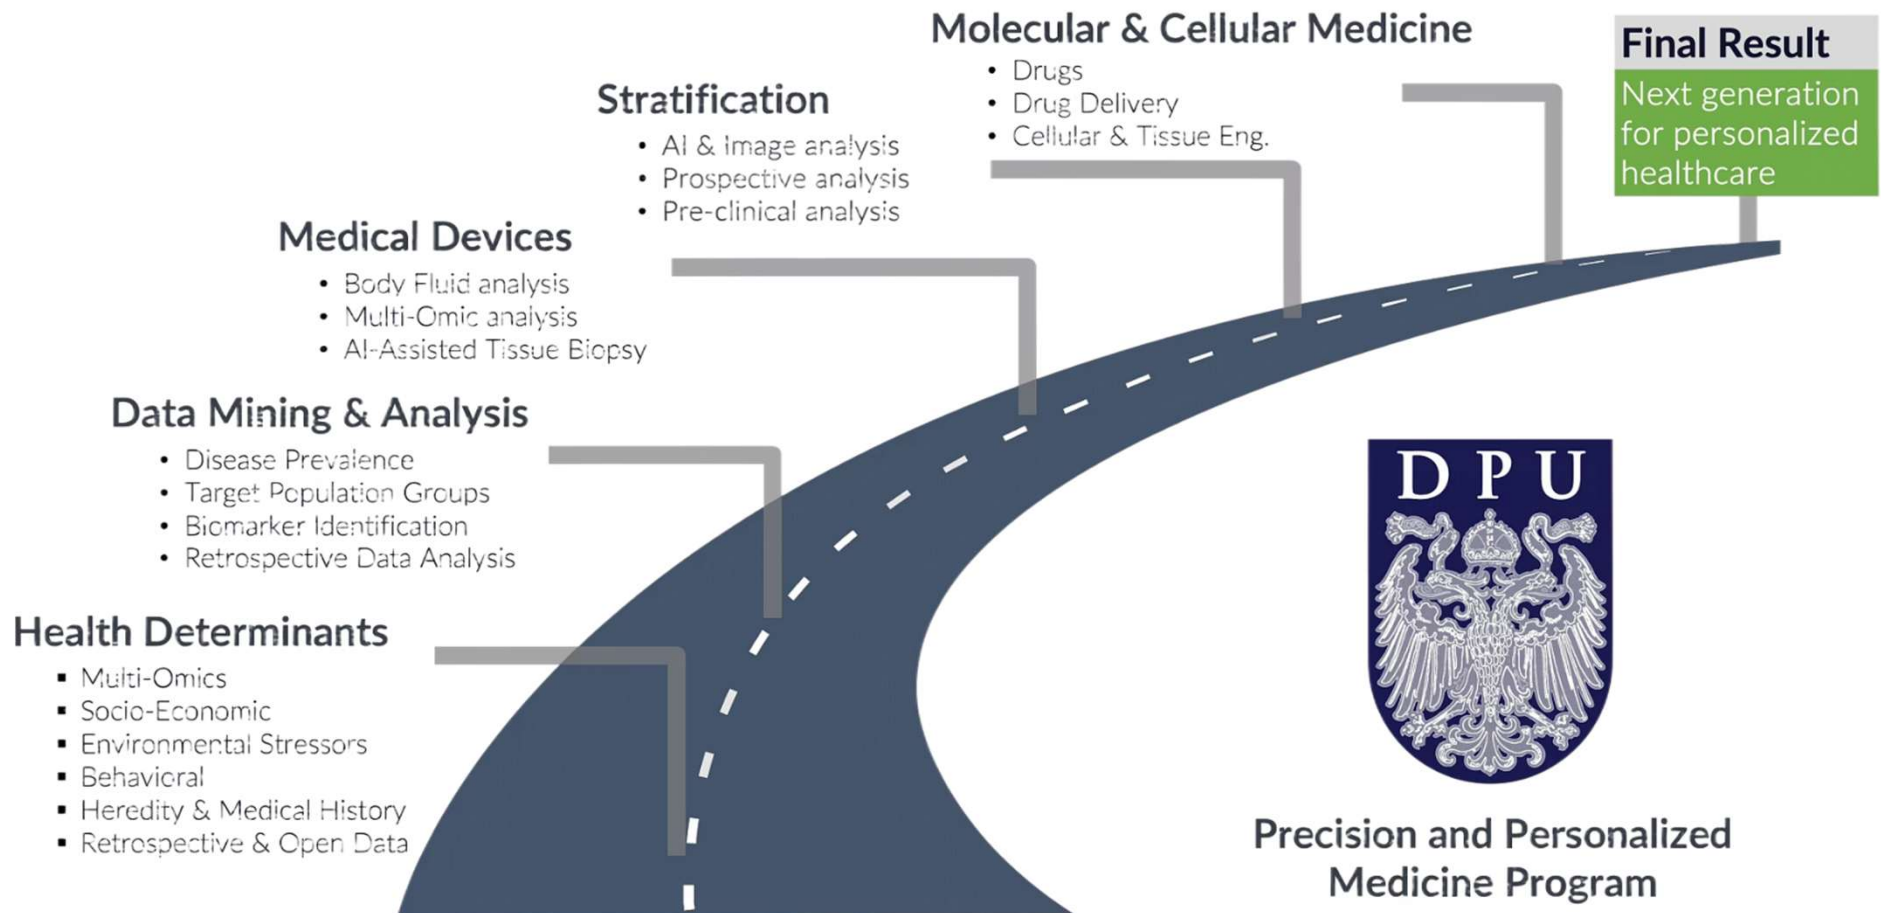 Molecular & Cellular Medicine
• Drugs
• Drug Delivery
• Cellular & Tissue Eng.
Final Result
Next generation
for personalized
healthcare
Stratification
• AI & Image analysis
• Prospective analysis
• Pre-clinical analysis
Medical Devices
• Body Fluid analysis
• Multi-Omic analysis
• AI-Assisted Tissue Biopsy
Data Mining & Analysis
• Disease Prevalence
• Target Population Groups
• Biomarker Identification
• Retrospective Data Analysis
Health Determinants
▪ Multi-Omics
▪ Socio-Economic
▪ Environmental Stressors
▪ Behavioral
▪ Heredity & Medical History
▪ Retrospective & Open Data
DPU
Precision and Personalized
Medicine Program